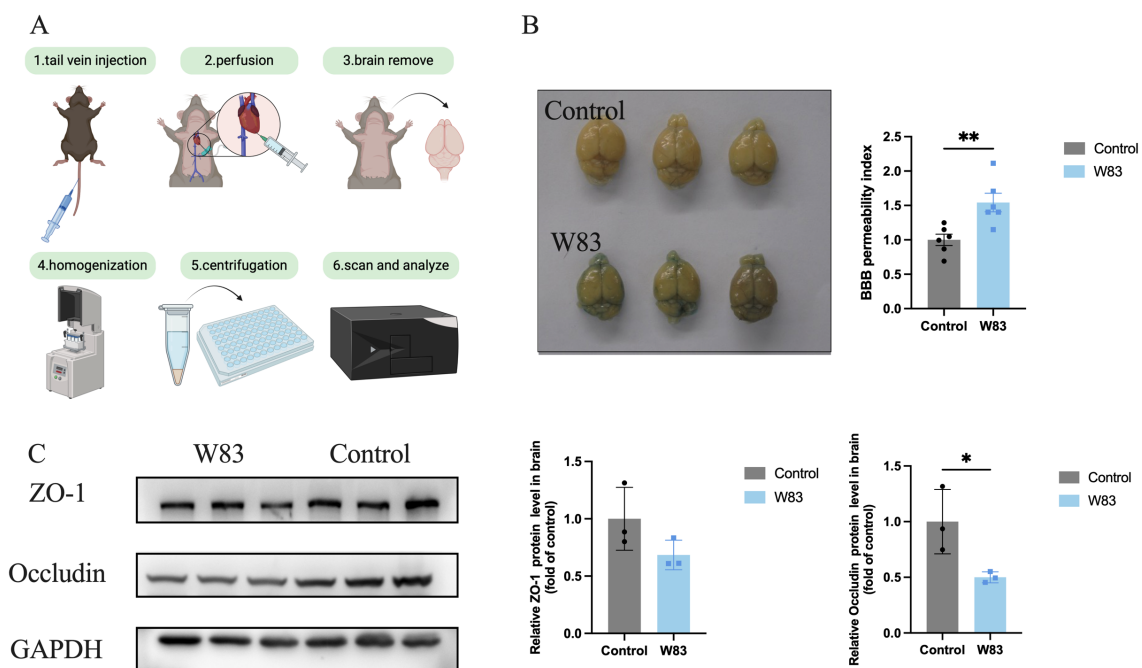 A
1.tail vein injection
2.perfusion
3.brain remove
4.homogenization
5.centrifugation
6.scan and analyze
B
Control
W83
BBB permeability index
2.5
2.0
1.5
1.0
0.5
0.0
**
Control
W83
Control
W83
C
W83
Control
ZO-1
Occludin
GAPDH
Relative ZO-1 protein level in brain
(fold of control)
1.5
1.0
0.5
0.0
Control
W83
Control
W83
Relative Occludin protein level in brain
(fold of control)
1.5
1.0
0.5
0.0
*
Control
W83
Control
W83